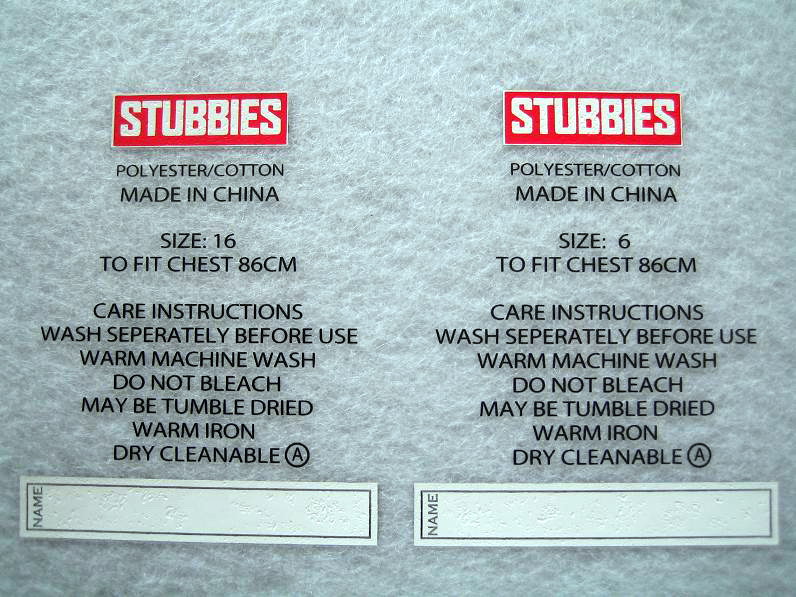 STUBBIES
POLYESTER/COTTON
MADE IN CHINA
SIZE: 16
TO FIT CHEST 86CM
CARE INSTRUCTIONS
WASH SEPERATELY BEFORE USE
WARM MACHINE WASH
DO NOT BLEACH
MAY BE TUMBLE DRIED
WARM IRON
DRY CLEANABLE Ⓐ
NAME
STUBBIES
POLYESTER/COTTON
MADE IN CHINA
SIZE: 6
TO FIT CHEST 86CM
CARE INSTRUCTIONS
WASH SEPERATELY BEFORE USE
WARM MACHINE WASH
DO NOT BLEACH
MAY BE TUMBLE DRIED
WARM IRON
DRY CLEANABLE Ⓐ
NAME